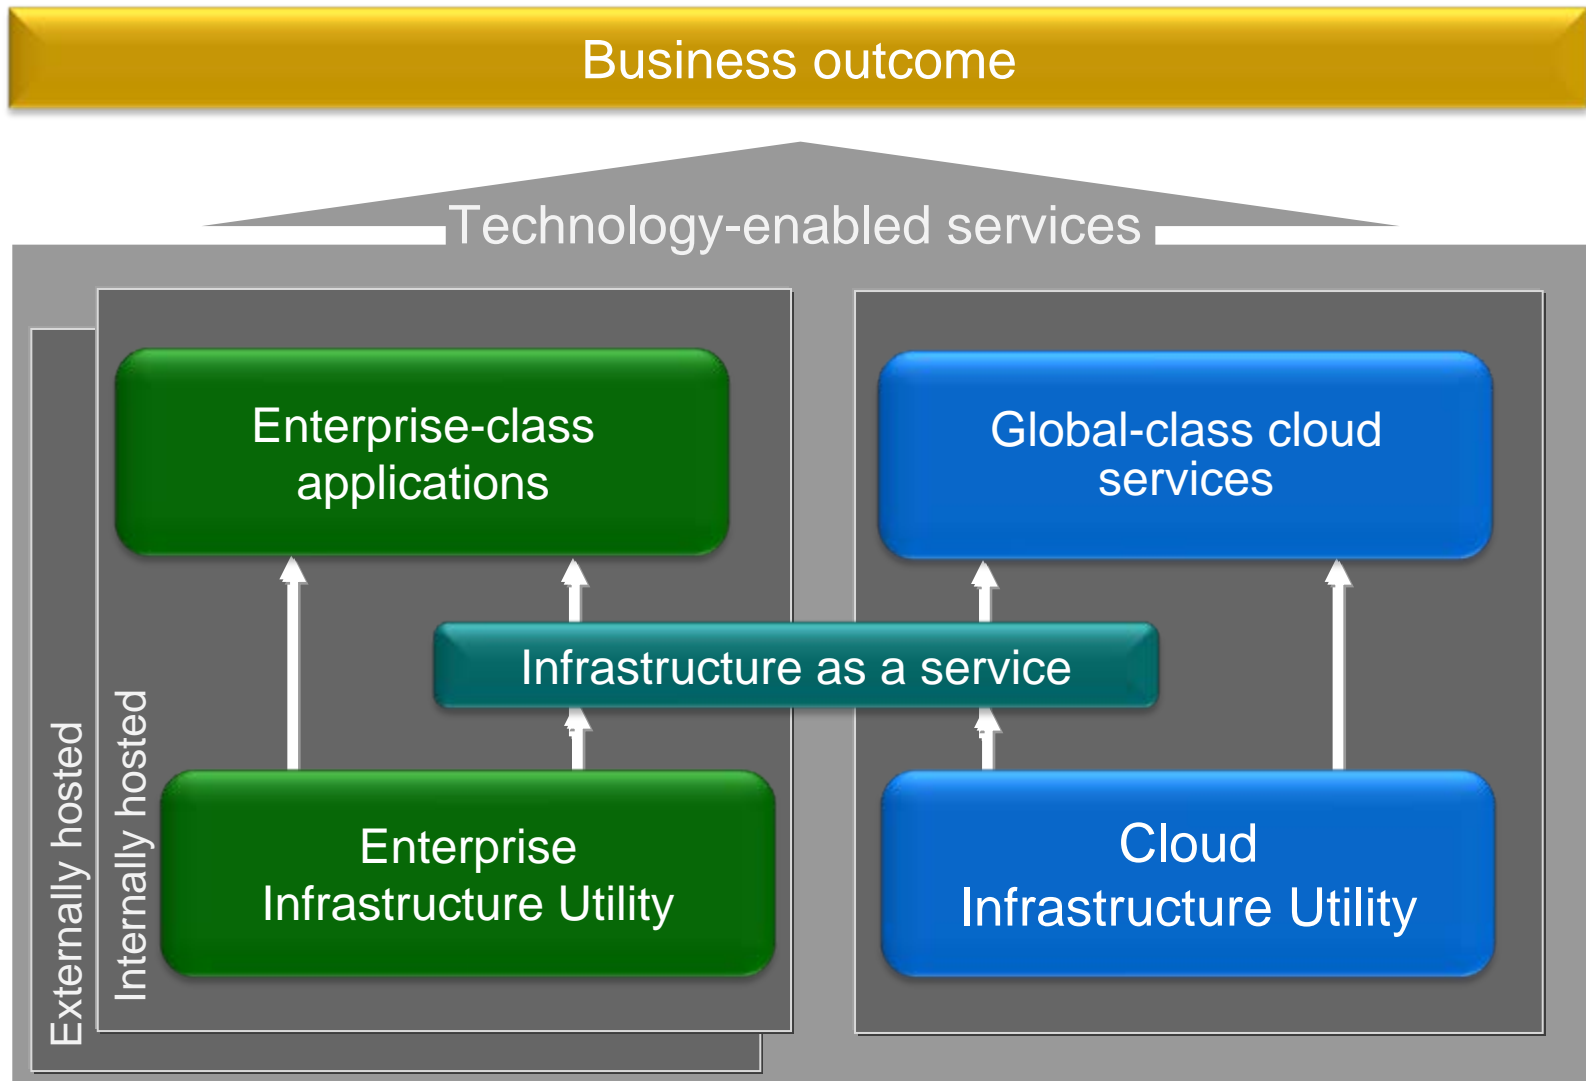 Business outcome
Technology-enabled services
Enterprise-class
applications
Global-class cloud
services
Infrastructure as a service
Externally hosted
Internally hosted
Enterprise
Infrastructure Utility
Cloud
Infrastructure Utility